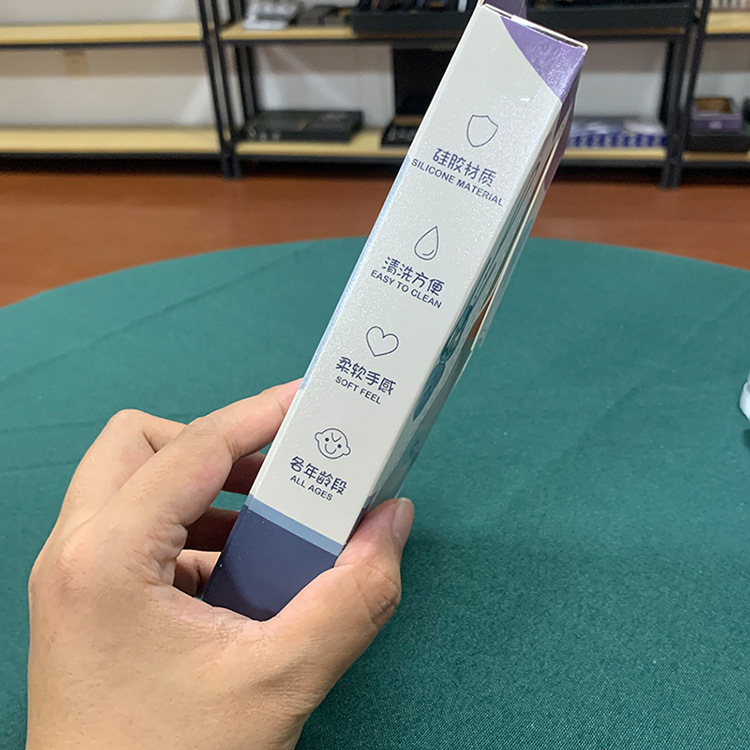 硅胶材质
SILICONE MATERIAL
清洗方便
EASY TO CLEAN
柔软手感
SOFT FEEL
各年龄段
ALL AGES